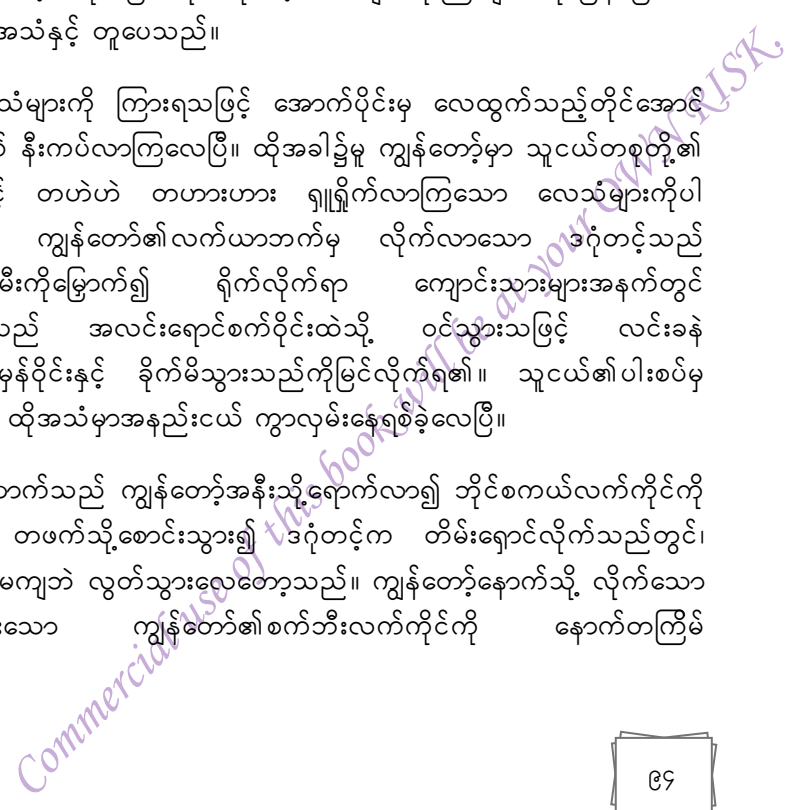 အသံနှင့် တူပေသည်။
သံများကို ကြားရသဖြင့် အောက်ပိုင်းမှ လေထွက်သည့်တိုင်အောင်
နီးကပ်လာကြလေပြီ။ ထိုအခါ၌မူ ကျွန်တော့်မှာ သူငယ်တစုတို့၏
တဟဲဟဲ တဟားဟား ရှူရှိုက်လာကြသော လေသံများကိုပါ
ကျွန်တော်၏လက်ယာဘက်မှ လိုက်လာသော ဒဂုံတင့်သည်
မီးကိုမြှောက်၍ ရိုက်လိုက်ရာ ကျောင်းသားများအနက်တွင်
သည် အလင်းရောင်စက်ဝိုင်းထဲသို့ ဝင်သွားသဖြင့် လင်းခနဲ
မှန်ဝိုင်းနှင့် ခိုက်မိသွားသည်ကိုမြင်လိုက်ရ၏။ သူငယ်၏ပါးစပ်မှ
ထိုအသံမှာအနည်းငယ် ကွာလှမ်းနေရစ်ခဲ့လေပြီ။
ယောက်သည် ကျွန်တော့်အနီးသို့ရောက်လာ၍ ဘိုင်စကယ်လက်ကိုင်ကို
တဖက်သို့စောင်းသွား၍ ဒဂုံတင့်က တိမ်းရှောင်လိုက်သည်တွင်၊
မကျဘဲ လွတ်သွားလေတော့သည်။ ကျွန်တော့်နောက်သို့ လိုက်သော
သော ကျွန်တော်၏စက်ဘီးလက်ကိုင်ကို နောက်တကြိမ်
Commercial use of this book will be at your OWN RISK.
၉၄